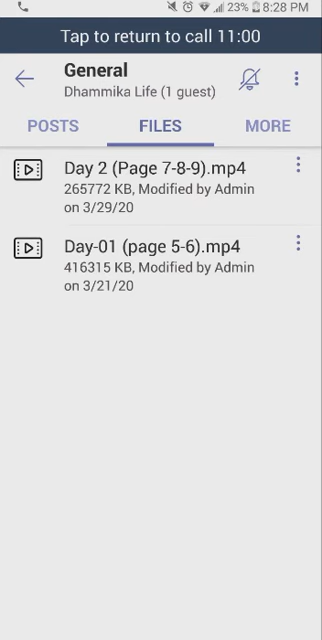 23% 8:28 PM
Tap to return to call 11:00
General
Dhammika Life (1 guest)
POSTS FILES MORE
Day 2 (Page 7-8-9).mp4
265772 KB, Modified by Admin
on 3/29/20
Day-01 (page 5-6).mp4
416315 KB, Modified by Admin
on 3/21/20